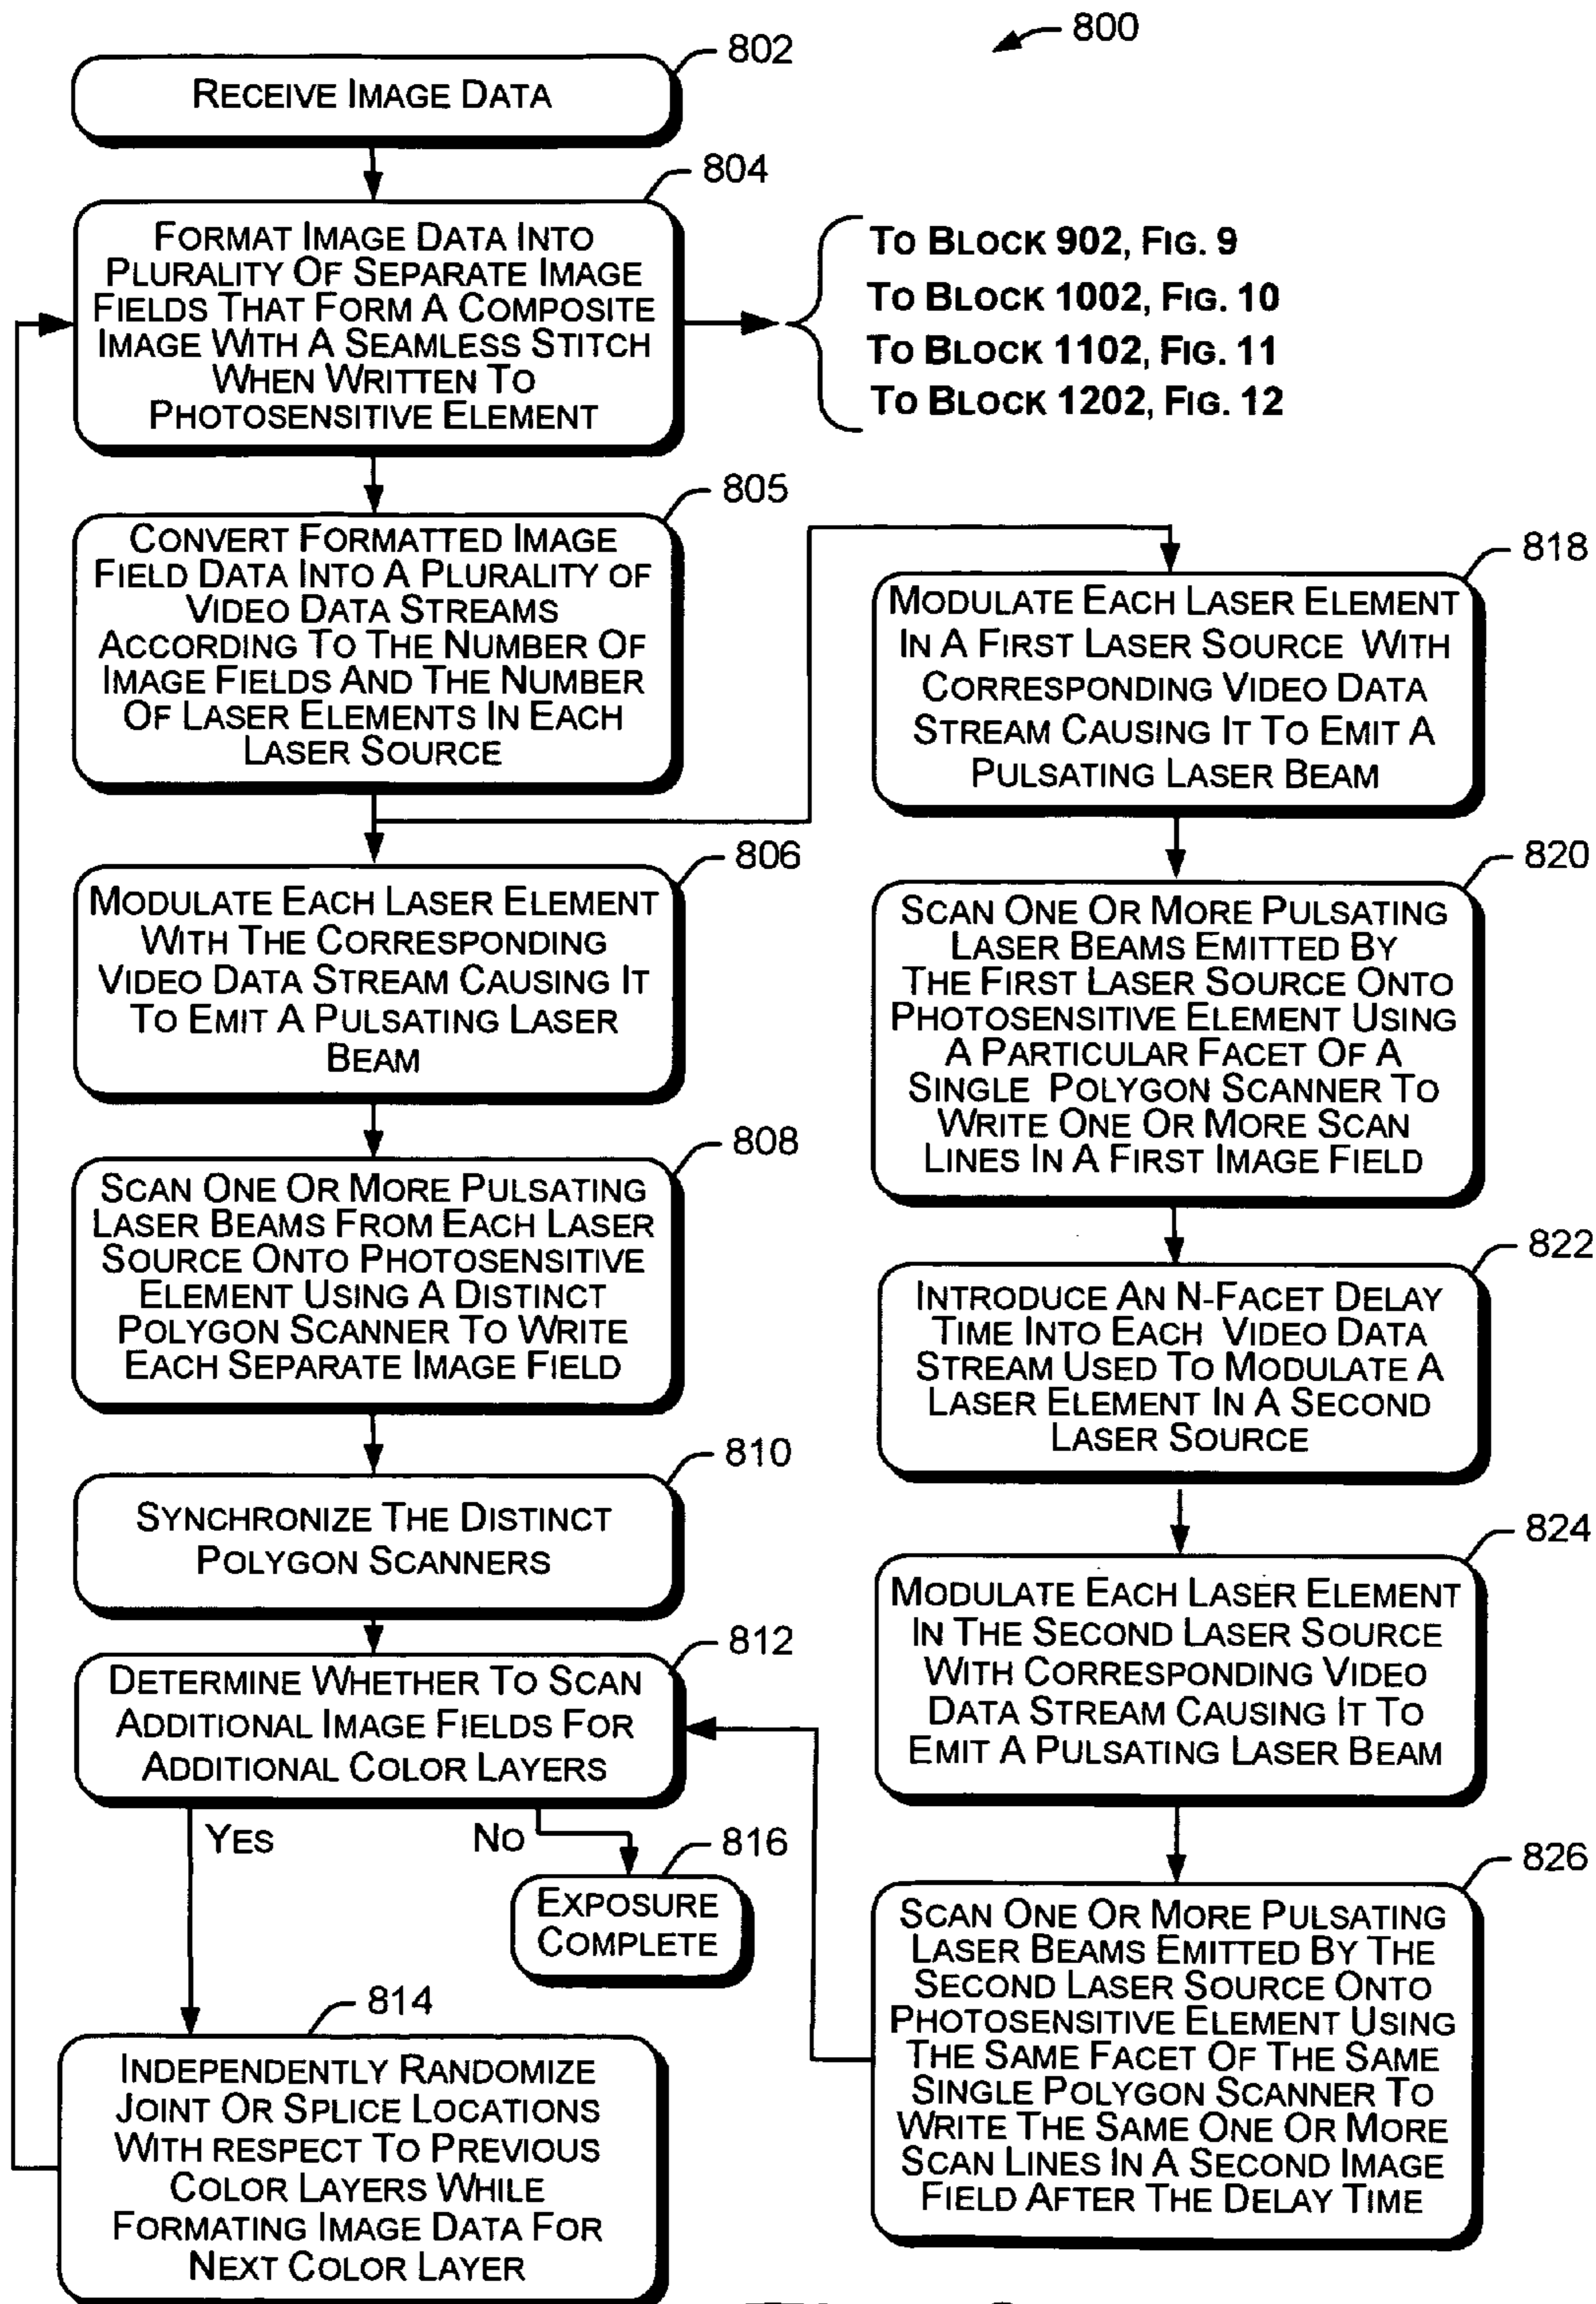 800
802
RECEIVE IMAGE DATA
804
FORMAT IMAGE DATA INTO
PLURALITY OF SEPARATE IMAGE
FIELDS THAT FORM A COMPOSITE
IMAGE WITH A SEAMLESS STITCH
WHEN WRITTEN TO
PHOTOSENSITIVE ELEMENT
TO BLOCK 902, FIG. 9
TO BLOCK 1002, FIG. 10
TO BLOCK 1102, FIG. 11
TO BLOCK 1202, FIG. 12
805
CONVERT FORMATTED IMAGE
FIELD DATA INTO A PLURALITY OF
VIDEO DATA STREAMS
ACCORDING TO THE NUMBER OF
IMAGE FIELDS AND THE NUMBER
OF LASER ELEMENTS IN EACH
LASER SOURCE
806
MODULATE EACH LASER ELEMENT
WITH THE CORRESPONDING
VIDEO DATA STREAM CAUSING IT
TO EMIT A PULSATING LASER
BEAM
808
SCAN ONE OR MORE PULSATING
LASER BEAMS FROM EACH LASER
SOURCE ONTO PHOTOSENSITIVE
ELEMENT USING A DISTINCT
POLYGON SCANNER TO WRITE
EACH SEPARATE IMAGE FIELD
810
SYNCHRONIZE THE DISTINCT
POLYGON SCANNERS
812
DETERMINE WHETHER TO SCAN
ADDITIONAL IMAGE FIELDS FOR
ADDITIONAL COLOR LAYERS
YES
NO
816
EXPOSURE
COMPLETE
814
INDEPENDENTLY RANDOMIZE
JOINT OR SPLICE LOCATIONS
WITH RESPECT TO PREVIOUS
COLOR LAYERS WHILE
FORMATING IMAGE DATA FOR
NEXT COLOR LAYER
818
MODULATE EACH LASER ELEMENT
IN A FIRST LASER SOURCE WITH
CORRESPONDING VIDEO DATA
STREAM CAUSING IT TO EMIT A
PULSATING LASER BEAM
820
SCAN ONE OR MORE PULSATING
LASER BEAMS EMITTED BY
THE FIRST LASER SOURCE ONTO
PHOTOSENSITIVE ELEMENT USING
A PARTICULAR FACET OF A
SINGLE POLYGON SCANNER TO
WRITE ONE OR MORE SCAN
LINES IN A FIRST IMAGE FIELD
822
INTRODUCE AN N-FACET DELAY
TIME INTO EACH VIDEO DATA
STREAM USED TO MODULATE A
LASER ELEMENT IN A SECOND
LASER SOURCE
824
MODULATE EACH LASER ELEMENT
IN THE SECOND LASER SOURCE
WITH CORRESPONDING VIDEO
DATA STREAM CAUSING IT TO
EMIT A PULSATING LASER BEAM
826
SCAN ONE OR MORE PULSATING
LASER BEAMS EMITTED BY THE
SECOND LASER SOURCE ONTO
PHOTOSENSITIVE ELEMENT USING
THE SAME FACET OF THE SAME
SINGLE POLYGON SCANNER TO
WRITE THE SAME ONE OR MORE
SCAN LINES IN A SECOND IMAGE
FIELD AFTER THE DELAY TIME